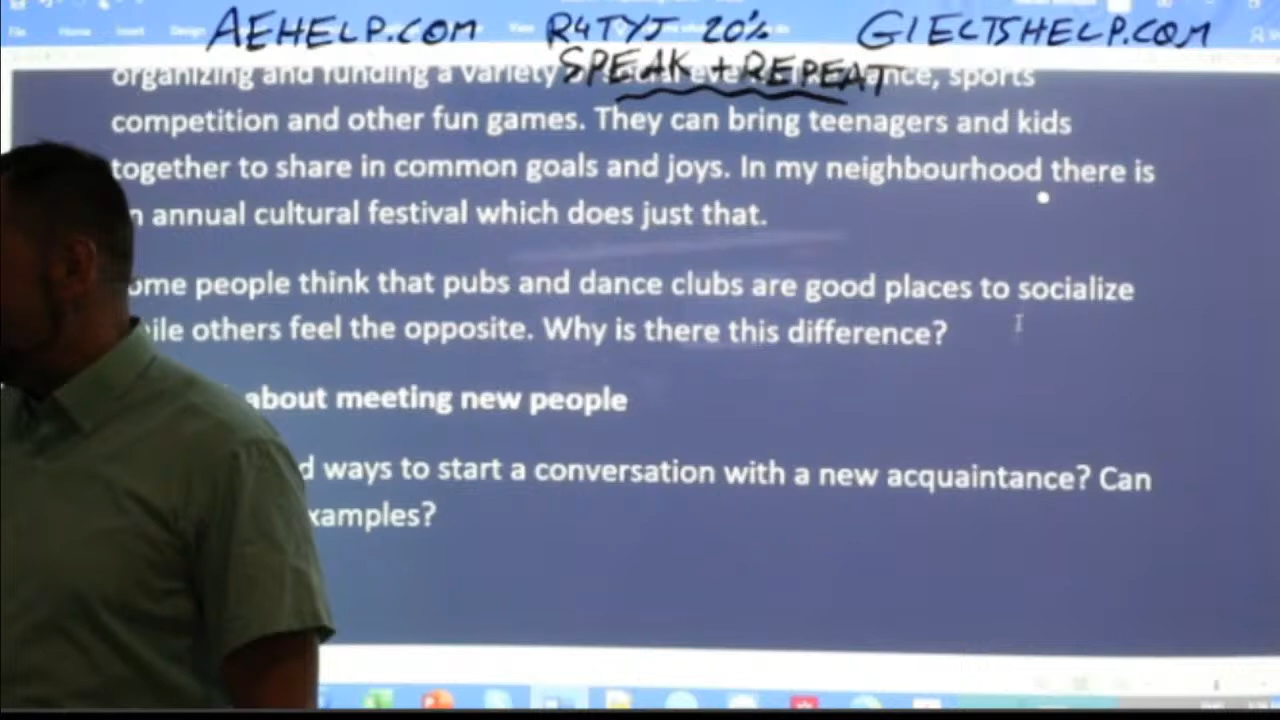 AEHELP.COM R4TYJ 20% GIELTSHELP.COM
SPEAK + REPEAT
organizing and funding a variety ance, sports
competition and other fun games. They can bring teenagers and kids
together to share in common goals and joys. In my neighbourhood there is
n annual cultural festival which does just that.
ome people think that pubs and dance clubs are good places to socialize
ile others feel the opposite. Why is there this difference?
about meeting new people
d ways to start a conversation with a new acquaintance? Can
xamples?